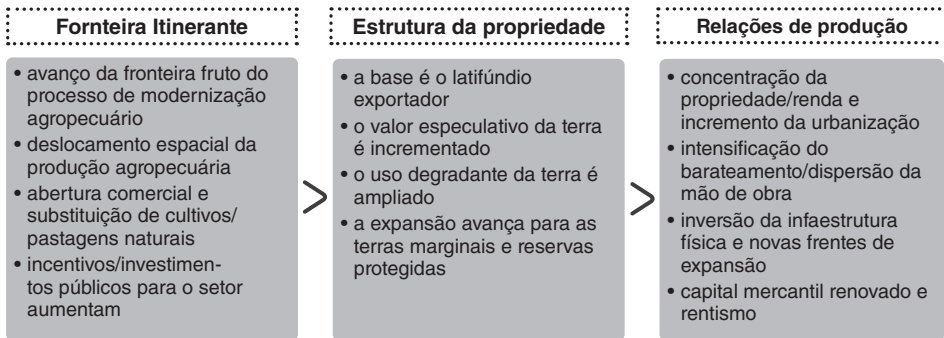 Fornteira Itinerante
• avanço da fronteira fruto do
processo de modernização
agropecuário
• deslocamento espacial da
produção agropecuária
• abertura comercial e
substituição de cultivos/
pastagens naturais
• incentivos/investimen-
tos públicos para o setor
aumentam
>
Estrutura da propriedade
• a base é o latifúndio
exportador
• o valor especulativo da terra
é incrementado
• o uso degradante da terra é
ampliado
• a expansão avança para as
terras marginais e reservas
protegidas
>
Relações de produção
• concentração da
propriedade/renda e
incremento da urbanização
• intensificação do
barateamento/dispersão da
mão de obra
• inversão da infaestrutura
física e novas frentes de
expansão
• capital mercantil renovado e
rentismo